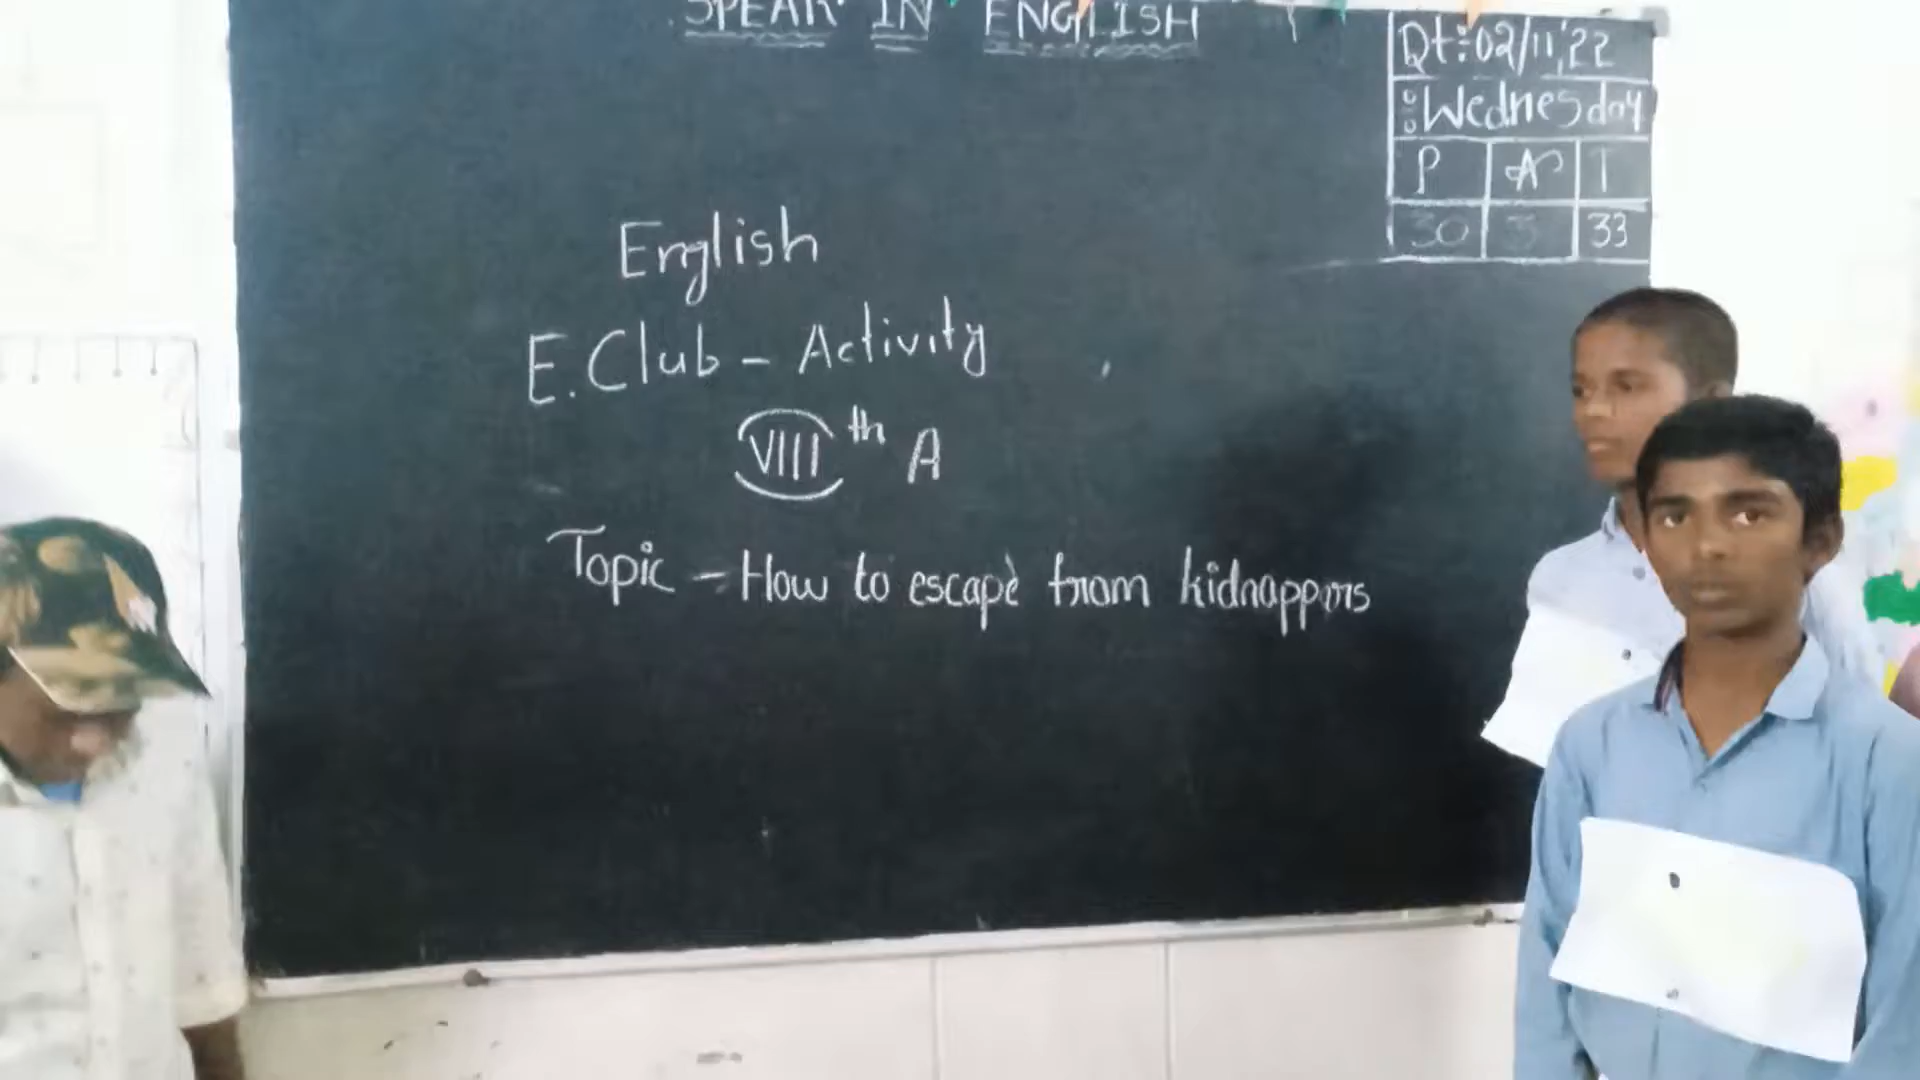 SPEAK IN ENGLISH
Dt:02/11/22
Wednesday
P A T
30 3 33
English
E. Club - Activity
VIII th A
Topic - How to escape from kidnappers